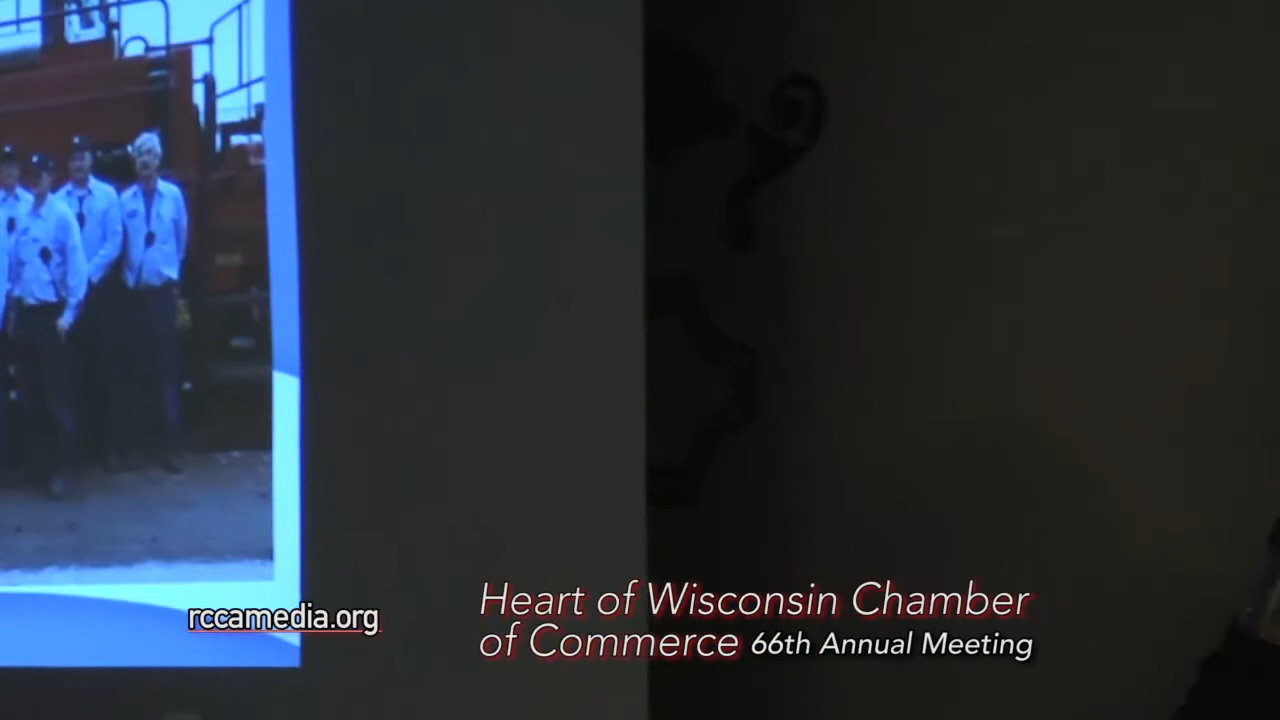 rccamedia.org
Heart of Wisconsin Chamber
of Commerce 66th Annual Meeting